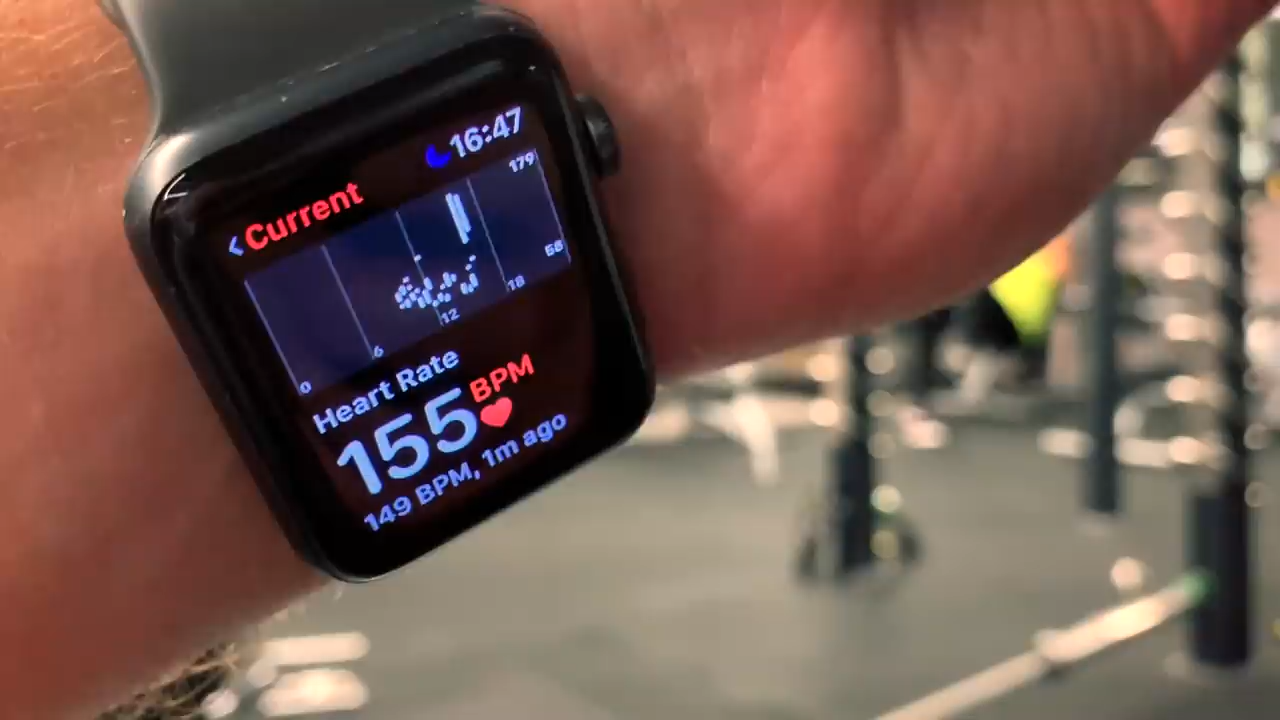 16:47
‹Current
179
56
0 6 12 18
Heart Rate
155 BPM
149 BPM, 1m ago